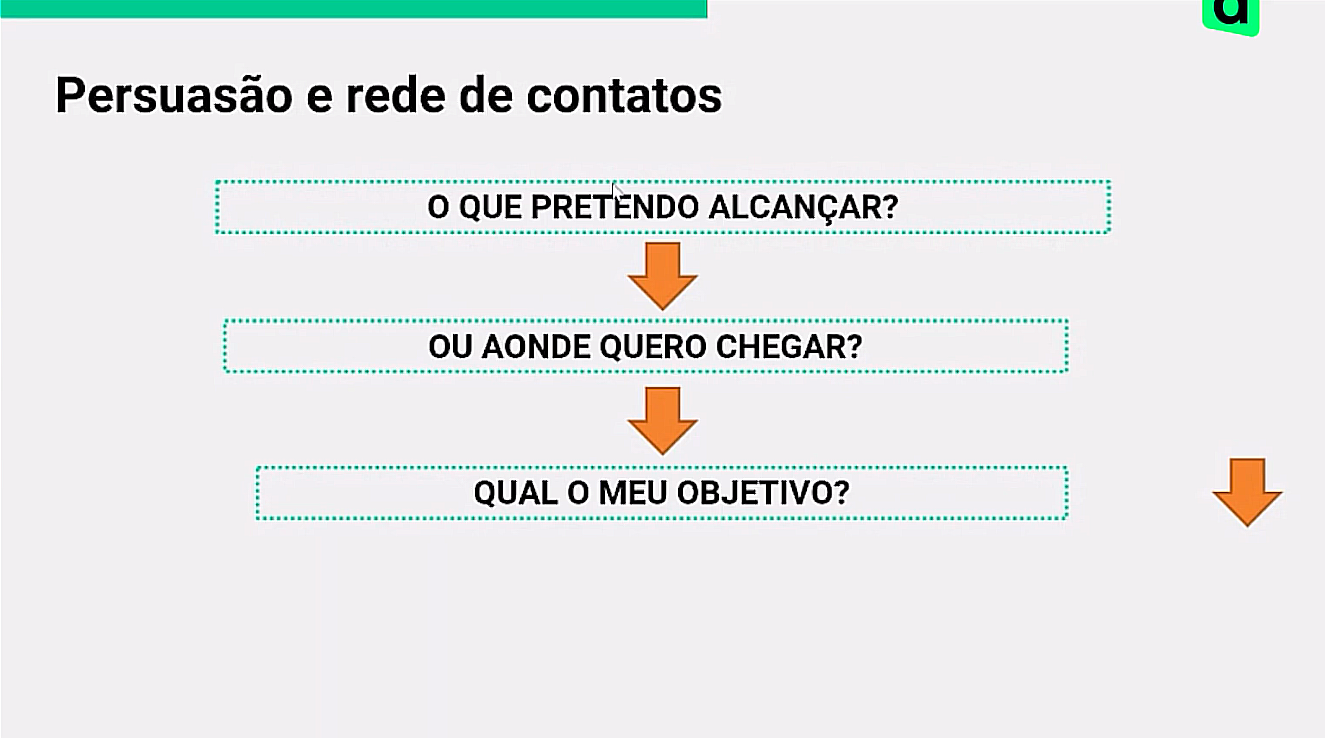 Persuasão e rede de contatos
O QUE PRETENDO ALCANÇAR?
OU AONDE QUERO CHEGAR?
QUAL O MEU OBJETIVO?